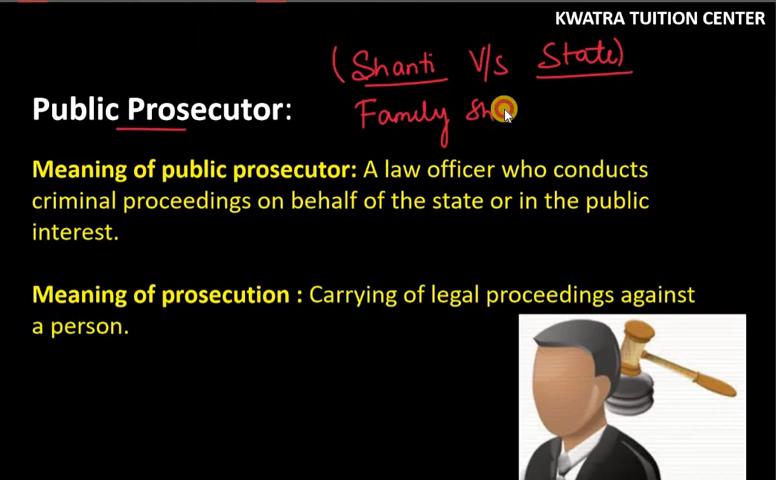 KWATRA TUITION CENTER
(Shanti V/s State)
Public Prosecutor:
Family
Meaning of public prosecutor: A law officer who conducts
criminal proceedings on behalf of the state or in the public
interest.
Meaning of prosecution : Carrying of legal proceedings against
a person.